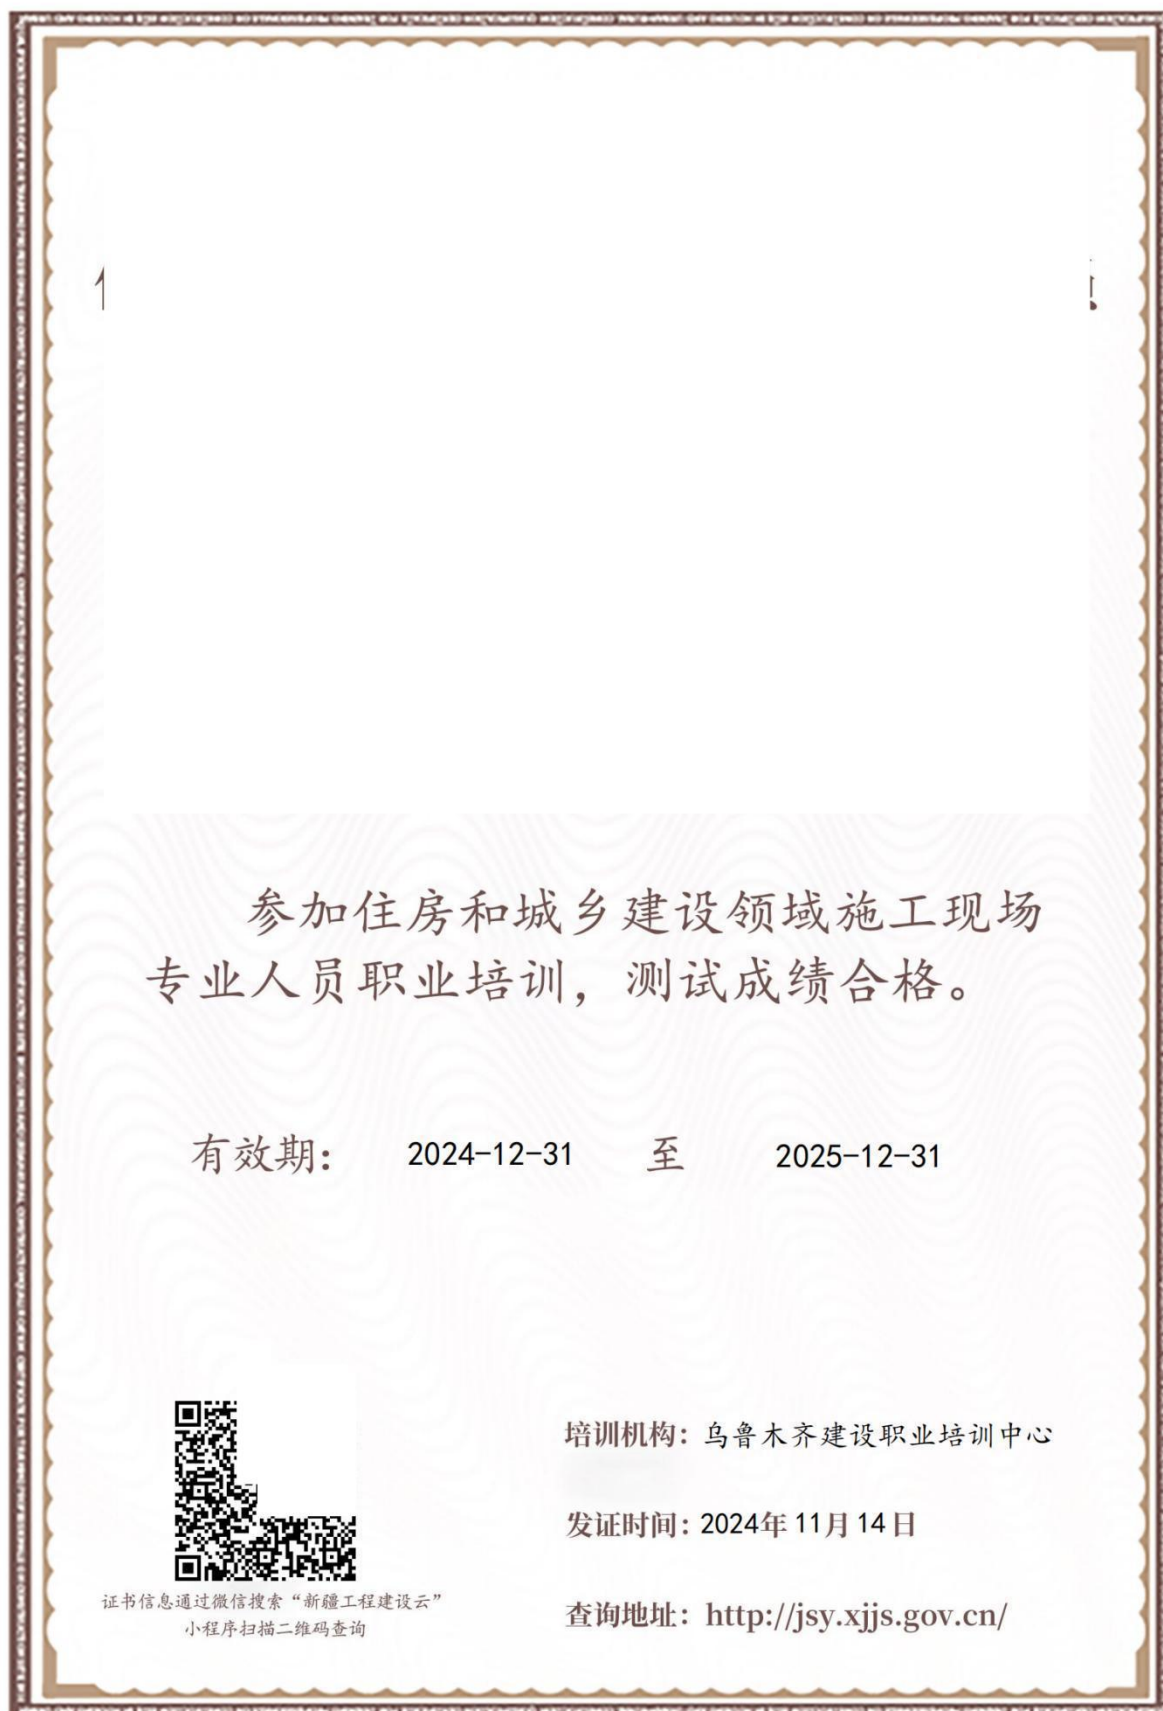 参加住房和城乡建设领域施工现场
专业人员职业培训，测试成绩合格。
有效期： 2024-12-31 至 2025-12-31
培训机构：乌鲁木齐建设职业培训中心
发证时间：2024年11月14日
查询地址：http://jsy.xjjs.gov.cn/
证书信息通过微信搜索“新疆工程建设云”
小程序扫描二维码查询